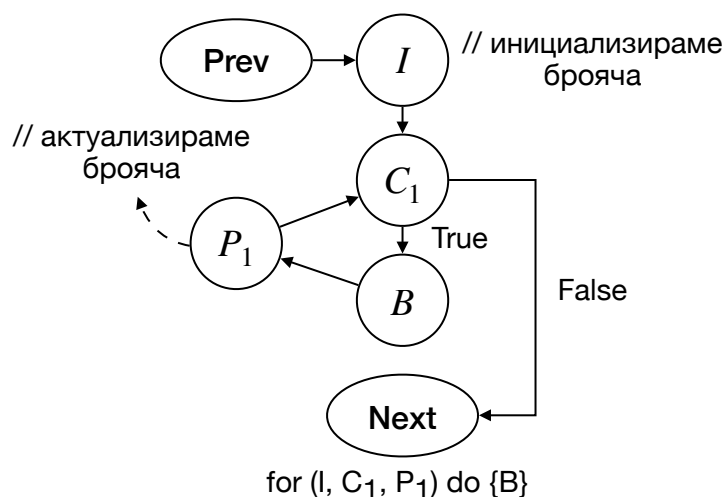 Prev
I
// инициализираме
брояча
// актуализираме
брояча
C₁
P₁
True
B
False
Next
for (I, C₁, P₁) do {B}